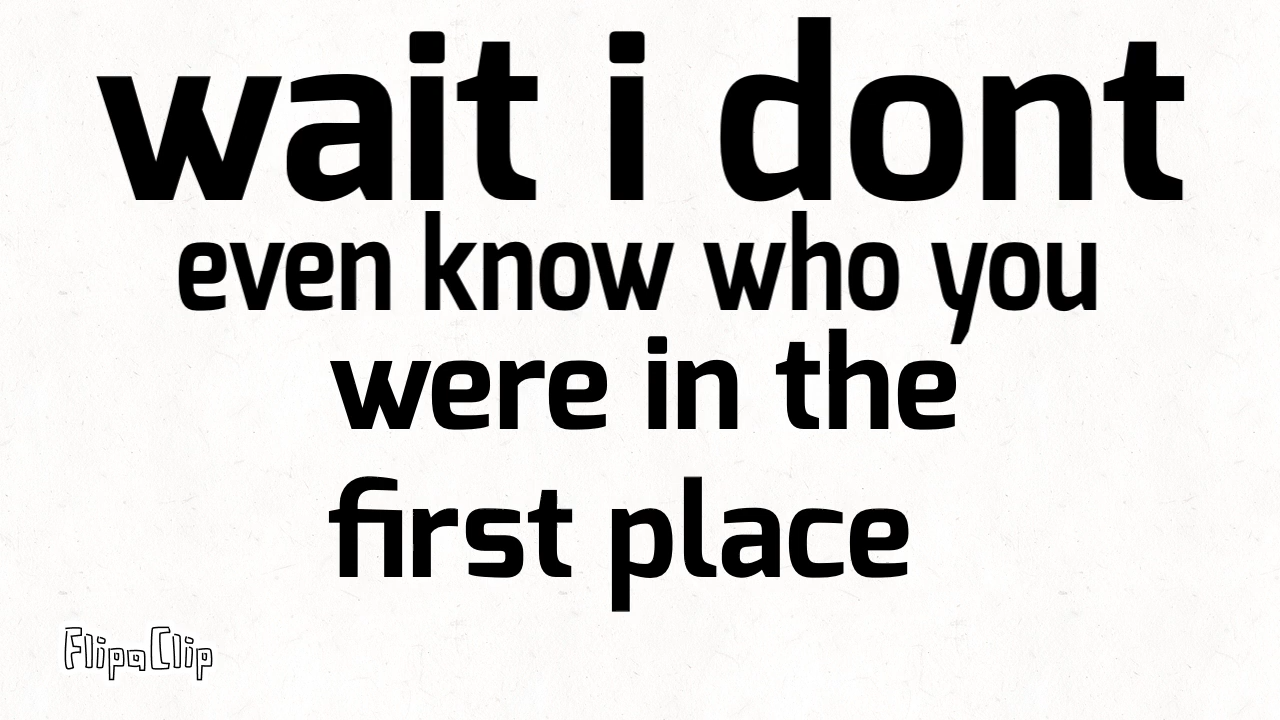 wait i dont
even know who you
were in the
first place
FlipaClip